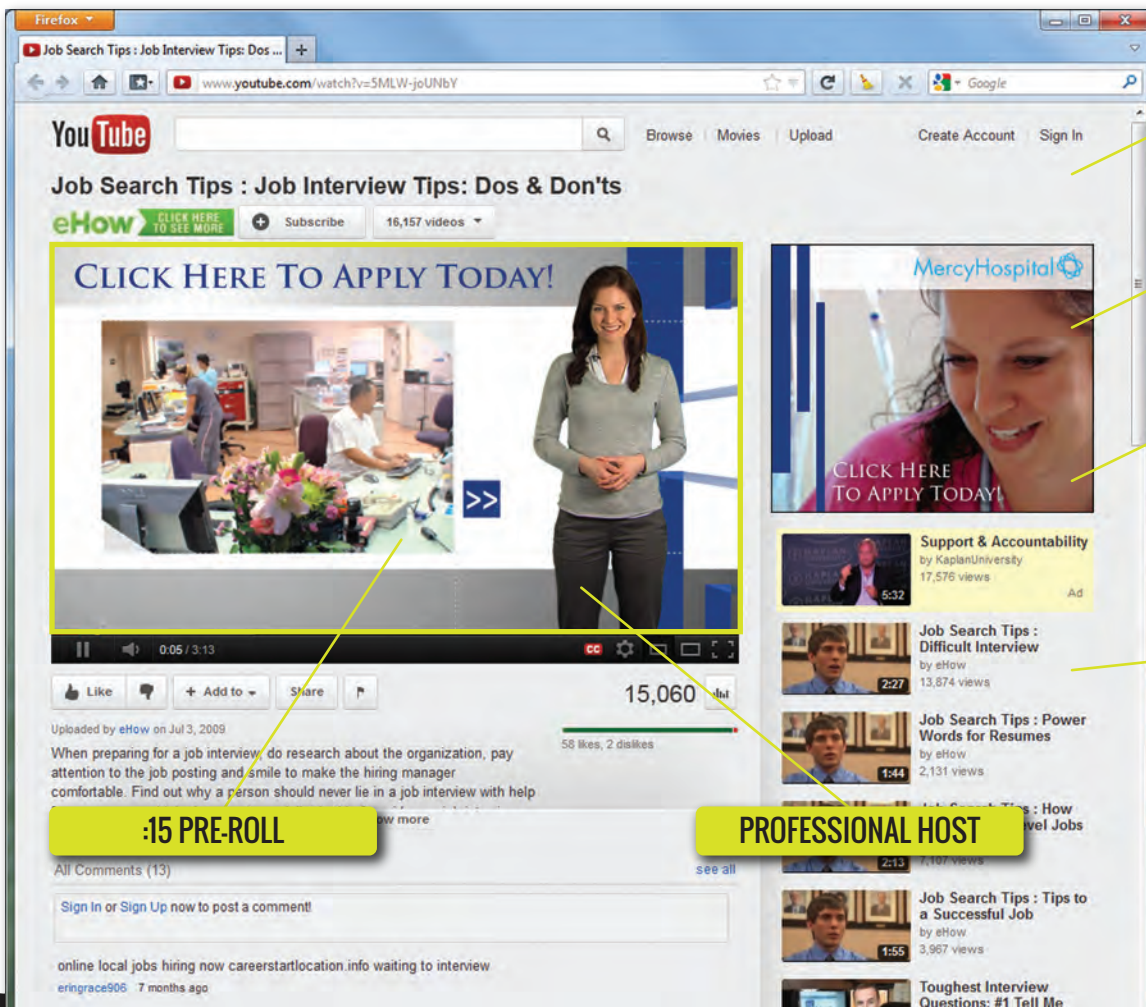 Firefox
Job Search Tips : Job Interview Tips: Dos ...
www.youtube.com/watch?v=5MLW-joUNbY
Google
YouTube
Browse Movies Upload Create Account Sign In
Job Search Tips : Job Interview Tips: Dos & Don'ts
eHow CLICK HERE TO SEE MORE
Subscribe
16,157 videos
CLICK HERE TO APPLY TODAY!
>>
0:05 / 3:13
CC
Like
+ Add to
Share
15,060
Uploaded by eHow on Jul 3, 2009
58 likes, 2 dislikes
When preparing for a job interview, do research about the organization, pay
attention to the job posting and smile to make the hiring manager
comfortable. Find out why a person should never lie in a job interview with help
more
:15 PRE-ROLL
PROFESSIONAL HOST
All Comments (13)
see all
Sign In or Sign Up now to post a comment!
online local jobs hiring now careerstartlocation.info waiting to interview
eringrace906 7 months ago
MercyHospital
CLICK HERE
TO APPLY TODAY!
Support & Accountability
by KaplanUniversity
17,576 views
Ad
5:32
Job Search Tips :
Difficult Interview
by eHow
13,874 views
2:27
Job Search Tips : Power
Words for Resumes
by eHow
2,131 views
1:44
: How
Jobs
7,107 views
2:13
Job Search Tips : Tips to
a Successful Job
by eHow
3,967 views
1:55
Toughest Interview
Questions: #1 Tell Me